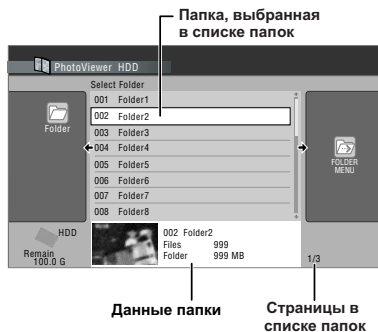 Папка, выбранная
в списке папок
PhotoViewer HDD
Select Folder
001 Folder1
002 Folder2
003 Folder3
004 Folder4
005 Folder5
006 Folder6
007 Folder7
008 Folder8
Folder
FOLDER
MENU
HDD
Remain
100.0 G
002 Folder2
Files 999
Folder 999 MB
1/3
Данные папки
Страницы в
списке папок